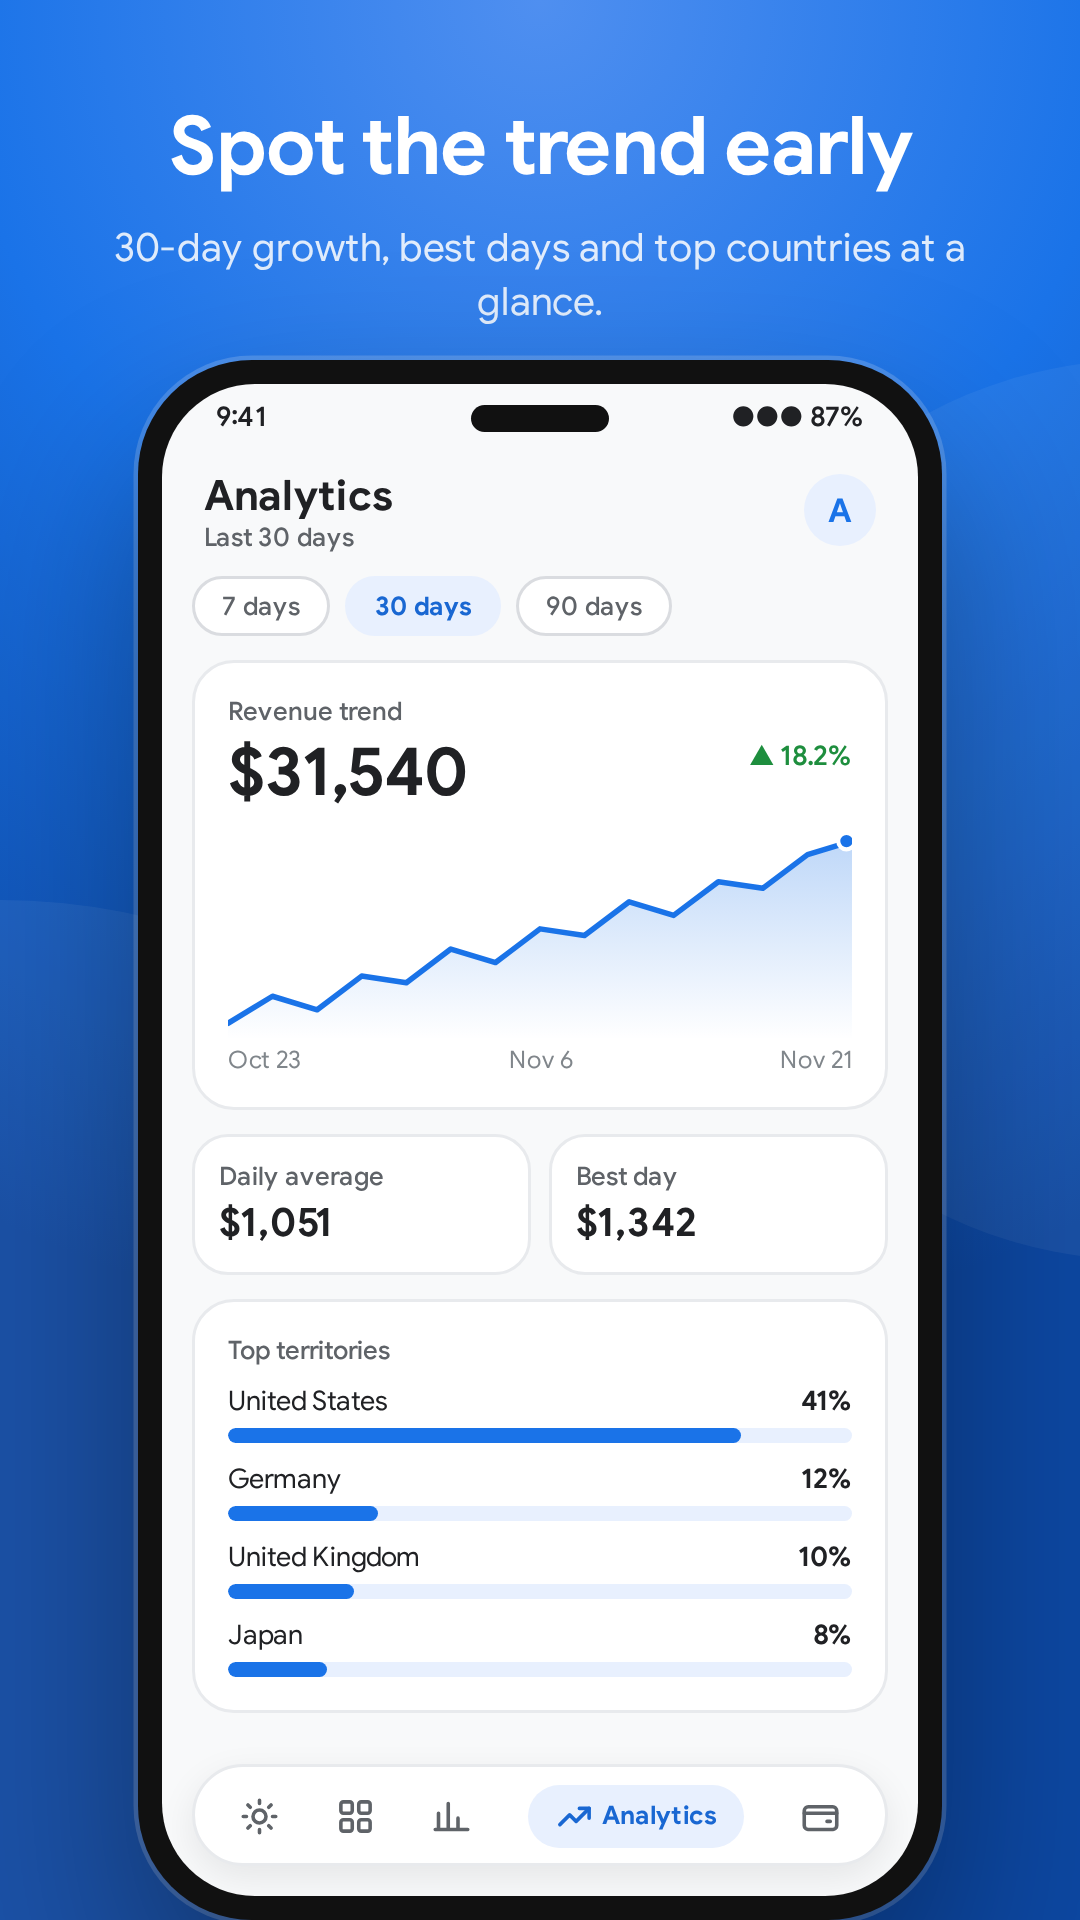 Spot the trend early
30-day growth, best days and top countries at a
glance.
9:41
87%
Analytics
A
Last 30 days
7 days
30 days
90 days
Revenue trend
$31,540
▲ 18.2%
Oct 23
Nov 6
Nov 21
Daily average
Best day
$1,051
$1,342
Top territories
United States
41%
Germany
12%
United Kingdom
10%
Japan
8%
Analytics